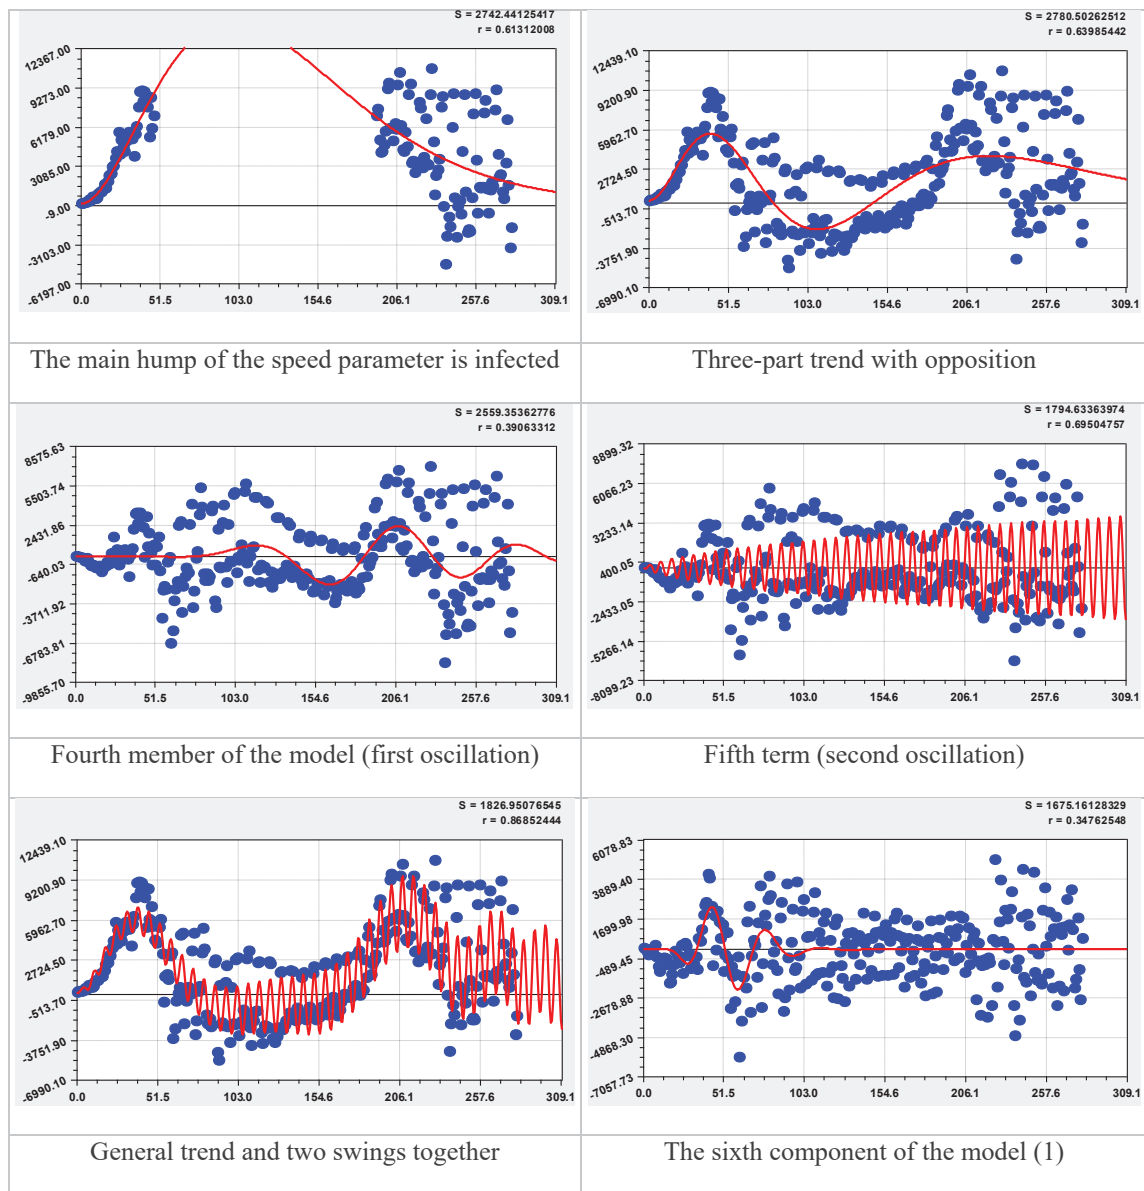 S = 2742.44125417
r = 0.61312008
12367.00
9273.00
6179.00
3085.00
-9.00
-3103.00
-6197.00
0.0 51.5 103.0 154.6 206.1 257.6 309.1
The main hump of the speed parameter is infected
S = 2780.50262512
r = 0.63985442
12439.10
9200.90
5962.70
2724.50
-513.70
-3751.90
-6990.10
0.0 51.5 103.0 154.6 206.1 257.6 309.1
Three-part trend with opposition
S = 2559.35362776
r = 0.39063312
8575.63
5503.74
2431.86
-640.03
-3711.92
-6783.81
-9855.70
0.0 51.5 103.0 154.6 206.1 257.6 309.1
Fourth member of the model (first oscillation)
S = 1794.63363974
r = 0.69504757
8899.32
6066.23
3233.14
400.05
-2433.05
-5266.14
-8099.23
0.0 51.5 103.0 154.6 206.1 257.6 309.1
Fifth term (second oscillation)
S = 1826.95076545
r = 0.86852444
12439.10
9200.90
5962.70
2724.50
-513.70
-3751.90
-6990.10
0.0 51.5 103.0 154.6 206.1 257.6 309.1
General trend and two swings together
S = 1675.16128329
r = 0.34762548
6078.83
3889.40
1699.98
-489.45
-2678.88
-4868.30
-7057.73
0.0 51.5 103.0 154.6 206.1 257.6 309.1
The sixth component of the model (1)